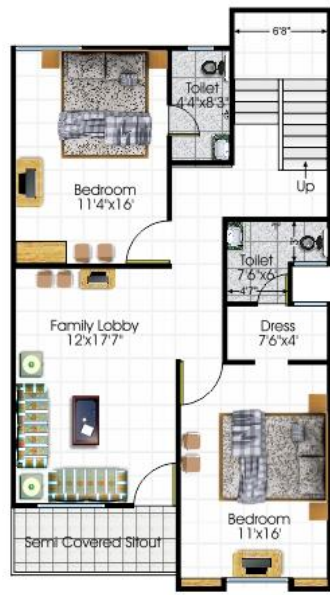 6'8"
Toilet
4'4"x8'3"
Bedroom
11'4"x16'
Up
Toilet
7'6"x6'
4'7"
Family Lobby
12'x17'7"
Dress
7'6"x4'
Bedroom
11'x16'
Semi Covered Sitout